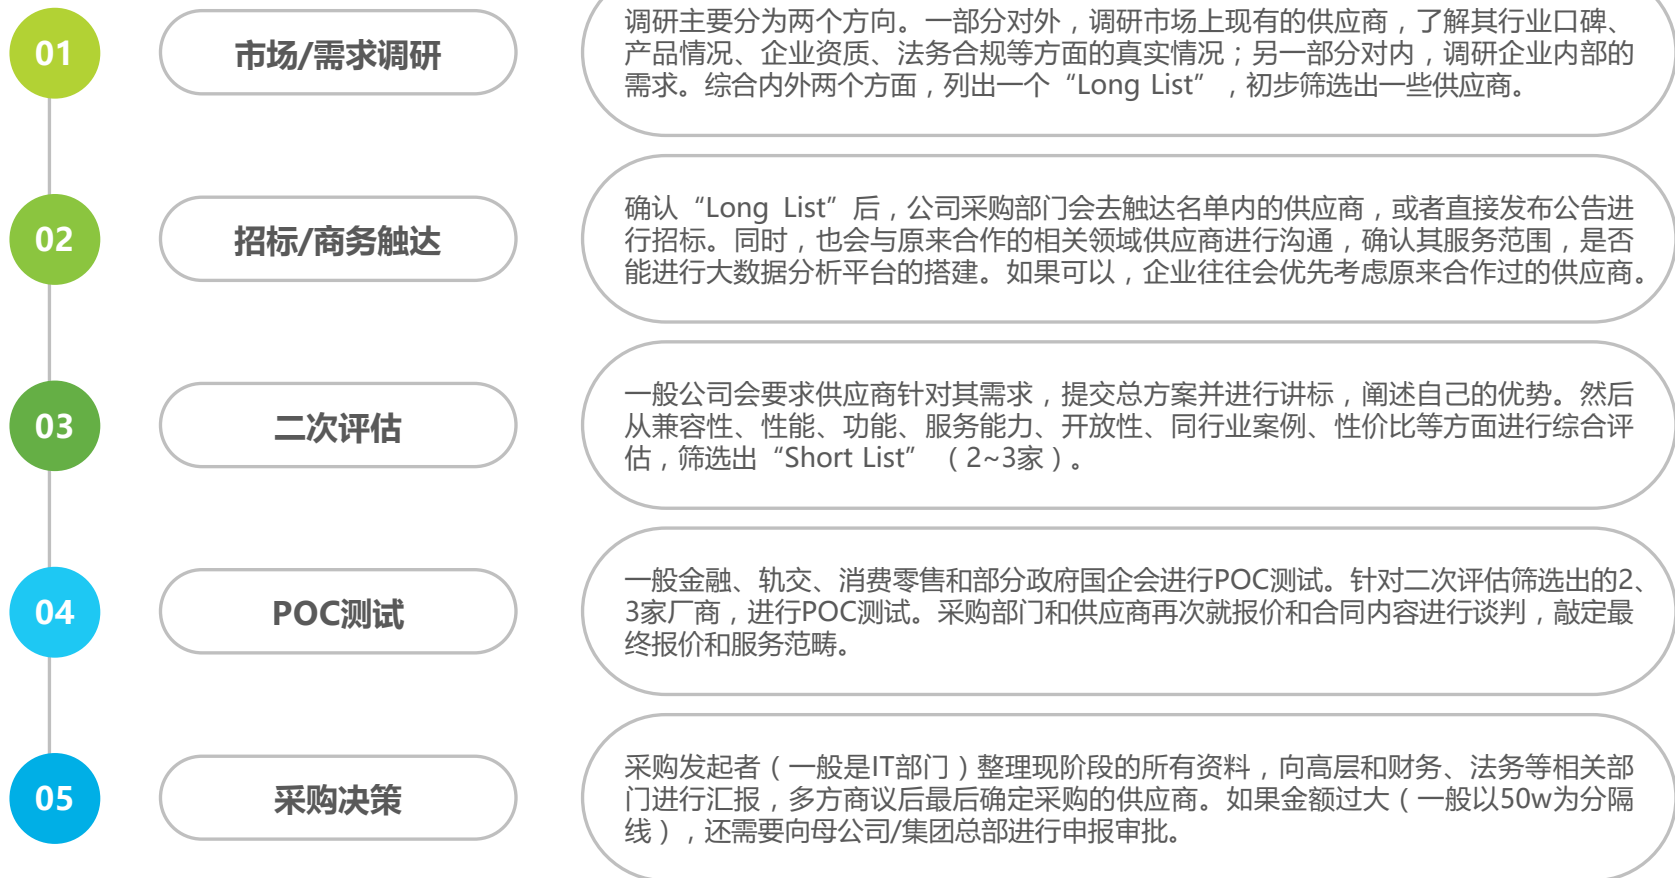 01
市场/需求调研
调研主要分为两个方向。一部分对外，调研市场上现有的供应商，了解其行业口碑、
产品情况、企业资质、法务合规等方面的真实情况；另一部分对内，调研企业内部的
需求。综合内外两个方面，列出一个“Long List”，初步筛选出一些供应商。
02
招标/商务触达
确认“Long List”后，公司采购部门会去触达名单内的供应商，或者直接发布公告进
行招标。同时，也会与原来合作的相关领域供应商进行沟通，确认其服务范围，是否
能进行大数据分析平台的搭建。如果可以，企业往往会优先考虑原来合作过的供应商。
03
二次评估
一般公司会要求供应商针对其需求，提交总方案并进行讲标，阐述自己的优势。然后
从兼容性、性能、功能、服务能力、开放性、同行业案例、性价比等方面进行综合评
估，筛选出“Short List”（2~3家）。
04
POC测试
一般金融、轨交、消费零售和部分政府国企会进行POC测试。针对二次评估筛选出的2、
3家厂商，进行POC测试。采购部门和供应商再次就报价和合同内容进行谈判，敲定最
终报价和服务范畴。
05
采购决策
采购发起者（一般是IT部门）整理现阶段的所有资料，向高层和财务、法务等相关部
门进行汇报，多方商议后最后确定采购的供应商。如果金额过大（一般以50w为分隔
线），还需要向母公司/集团总部进行申报审批。